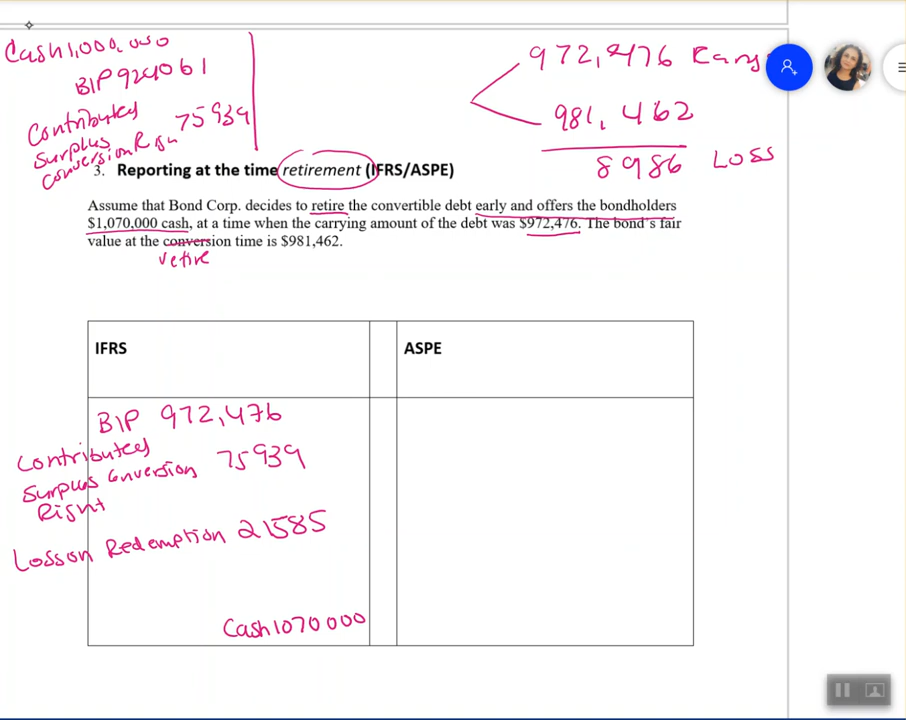 Cash 1,000,000
BIP 924061
Contributed
Surplus 75939
Conversion Right
972,476
981,462
8986 LOSS
3. Reporting at the time retirement (IFRS/ASPE)
Assume that Bond Corp. decides to retire the convertible debt early and offers the bondholders
$1,070,000 cash, at a time when the carrying amount of the debt was $972,476. The bond's fair
value at the conversion time is $981,462.
retire
IFRS
ASPE
BIP 972,476
Contributed
Surplus Conversion 75939
Right
Loss on Redemption 21585
Cash 1070000